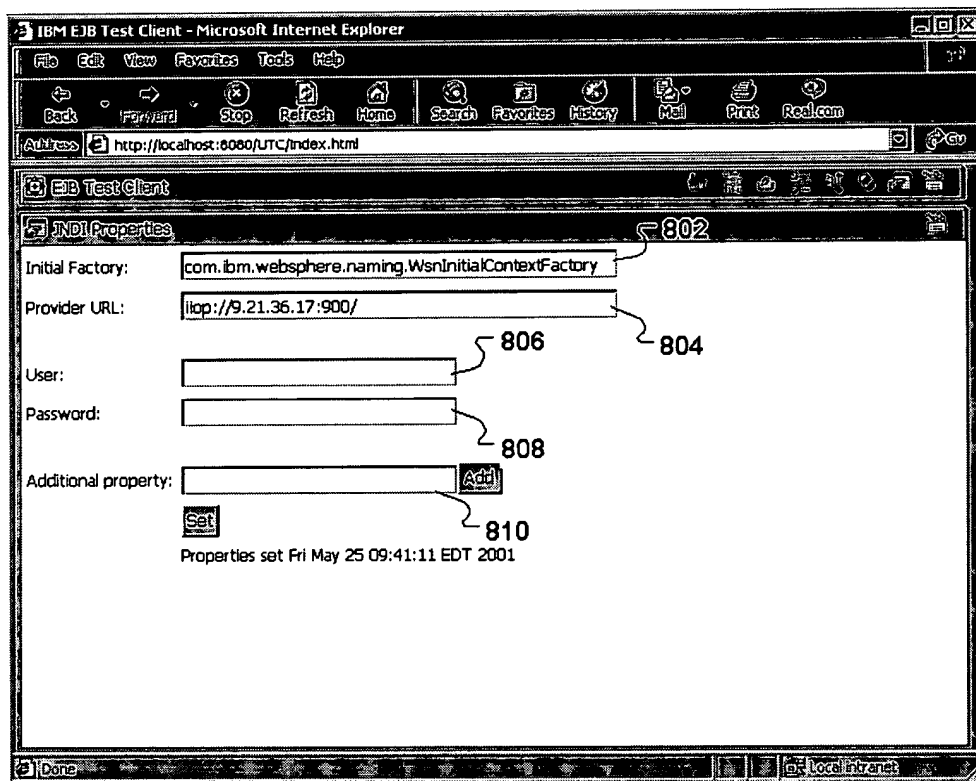 IBM EJB Test Client - Microsoft Internet Explorer
File Edit View Favorites Tools Help
Back Forward Stop Refresh Home Search Favorites History Mail Print Real.com
Address http://localhost:8080/UTC/index.html Go
EJB Test Client
JNDI Properties
802
Initial Factory: com.ibm.websphere.naming.WsnInitialContextFactory
Provider URL: iiop://9.21.36.17:900/
804
806
User:
Password:
808
Additional property: Add
810
Set
Properties set Fri May 25 09:41:11 EDT 2001
Done Local intranet